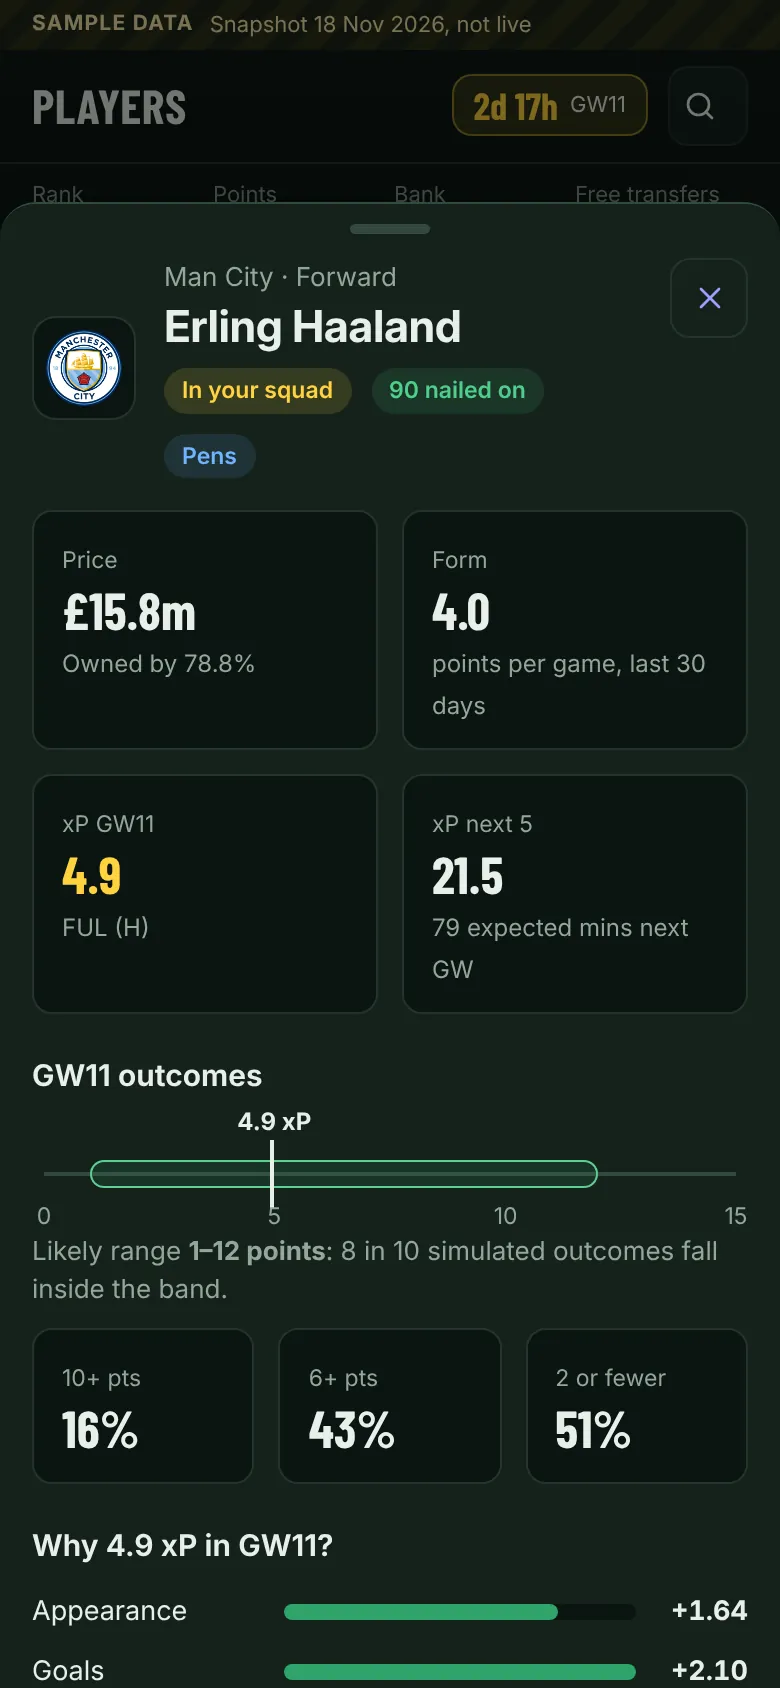 SAMPLE DATA Snapshot 18 Nov 2026, not live
PLAYERS
2d 17h GW11
Rank Points Bank Free transfers
Man City · Forward
Erling Haaland
MANCHESTER
CITY
In your squad 90 nailed on
Pens
Price
£15.8m
Owned by 78.8%
Form
4.0
points per game, last 30
days
xP GW11
4.9
FUL (H)
xP next 5
21.5
79 expected mins next
GW
GW11 outcomes
4.9 xP
0 5 10 15
Likely range 1–12 points: 8 in 10 simulated outcomes fall
inside the band.
10+ pts
16%
6+ pts
43%
2 or fewer
51%
Why 4.9 xP in GW11?
Appearance +1.64
Goals +2.10